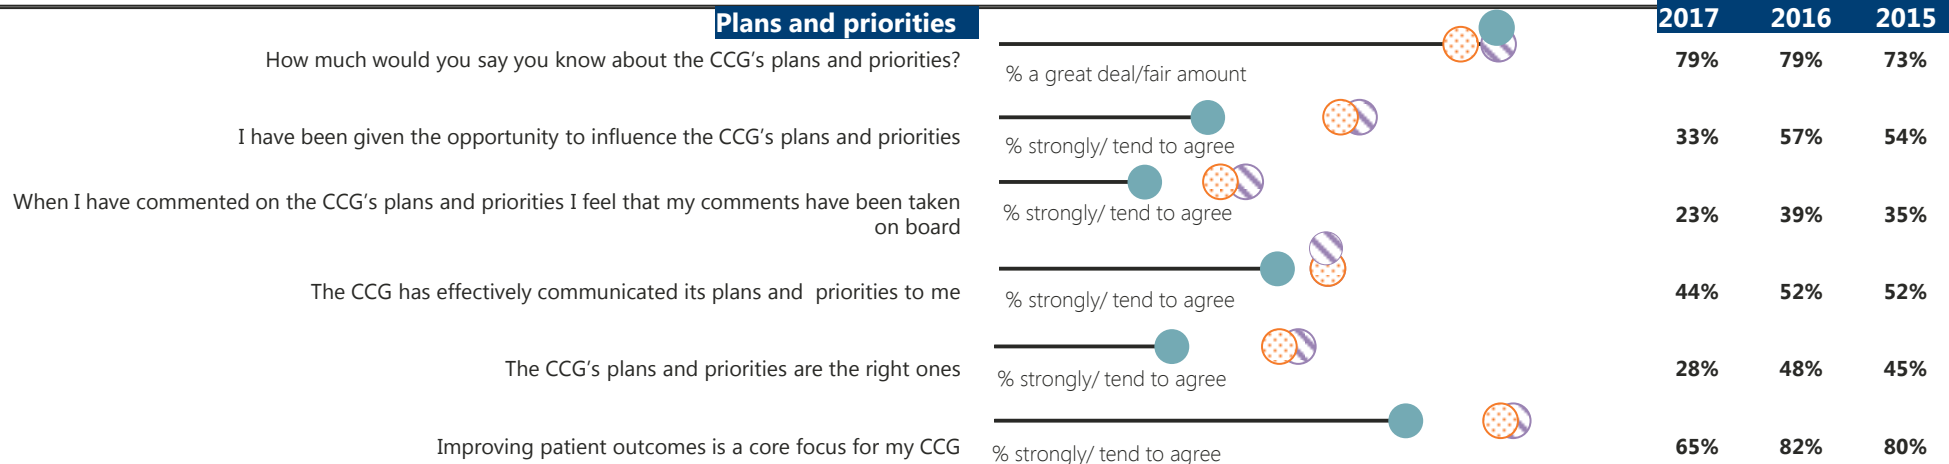 Plans and priorities 2017 2016 2015
How much would you say you know about the CCG’s plans and priorities? % a great deal/fair amount 79% 79% 73%
I have been given the opportunity to influence the CCG’s plans and priorities % strongly/ tend to agree 33% 57% 54%
When I have commented on the CCG’s plans and priorities I feel that my comments have been taken
on board % strongly/ tend to agree 23% 39% 35%
The CCG has effectively communicated its plans and priorities to me % strongly/ tend to agree 44% 52% 52%
The CCG’s plans and priorities are the right ones % strongly/ tend to agree 28% 48% 45%
Improving patient outcomes is a core focus for my CCG % strongly/ tend to agree 65% 82% 80%